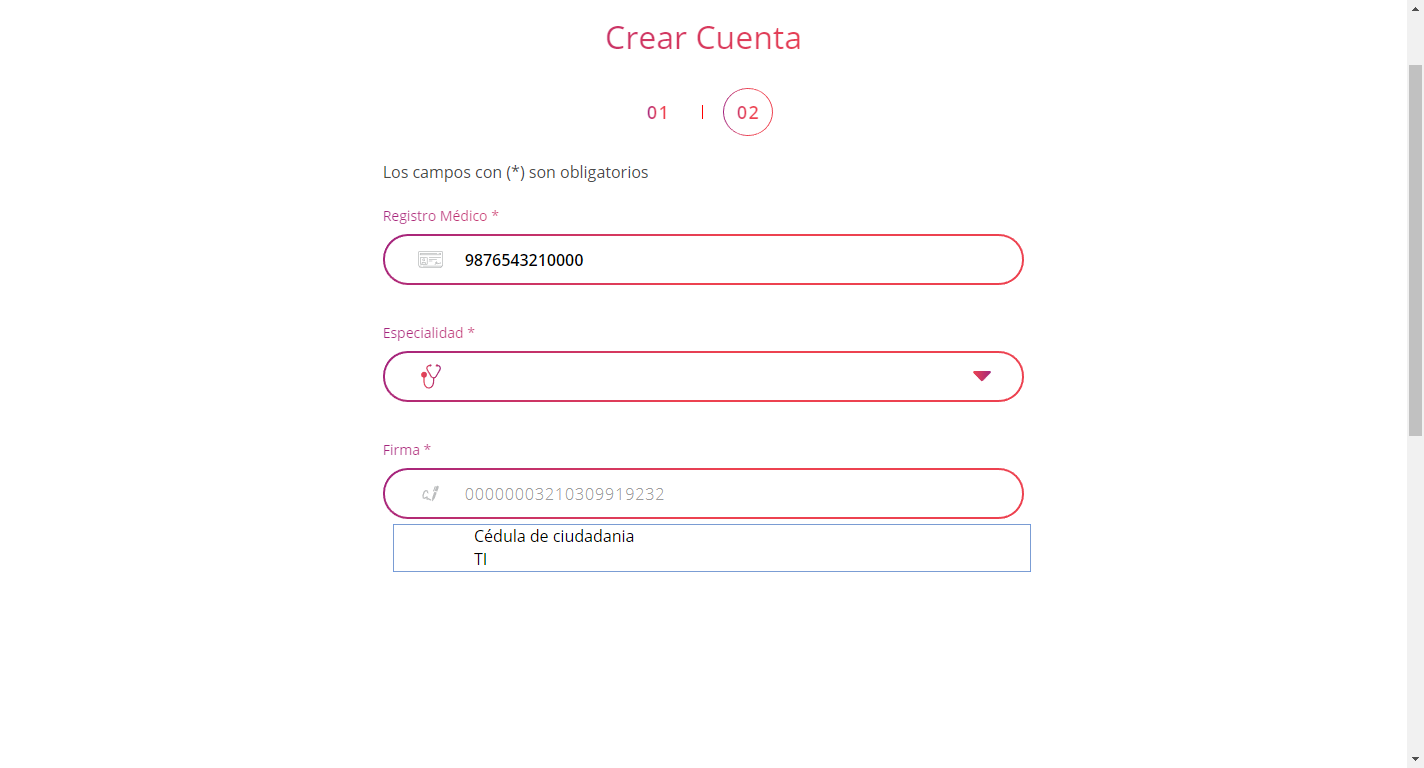 Crear Cuenta
01 | 02
Los campos con (*) son obligatorios
Registro Médico *
9876543210000
Especialidad *
Firma *
00000003210309919232
Cédula de ciudadania
TI